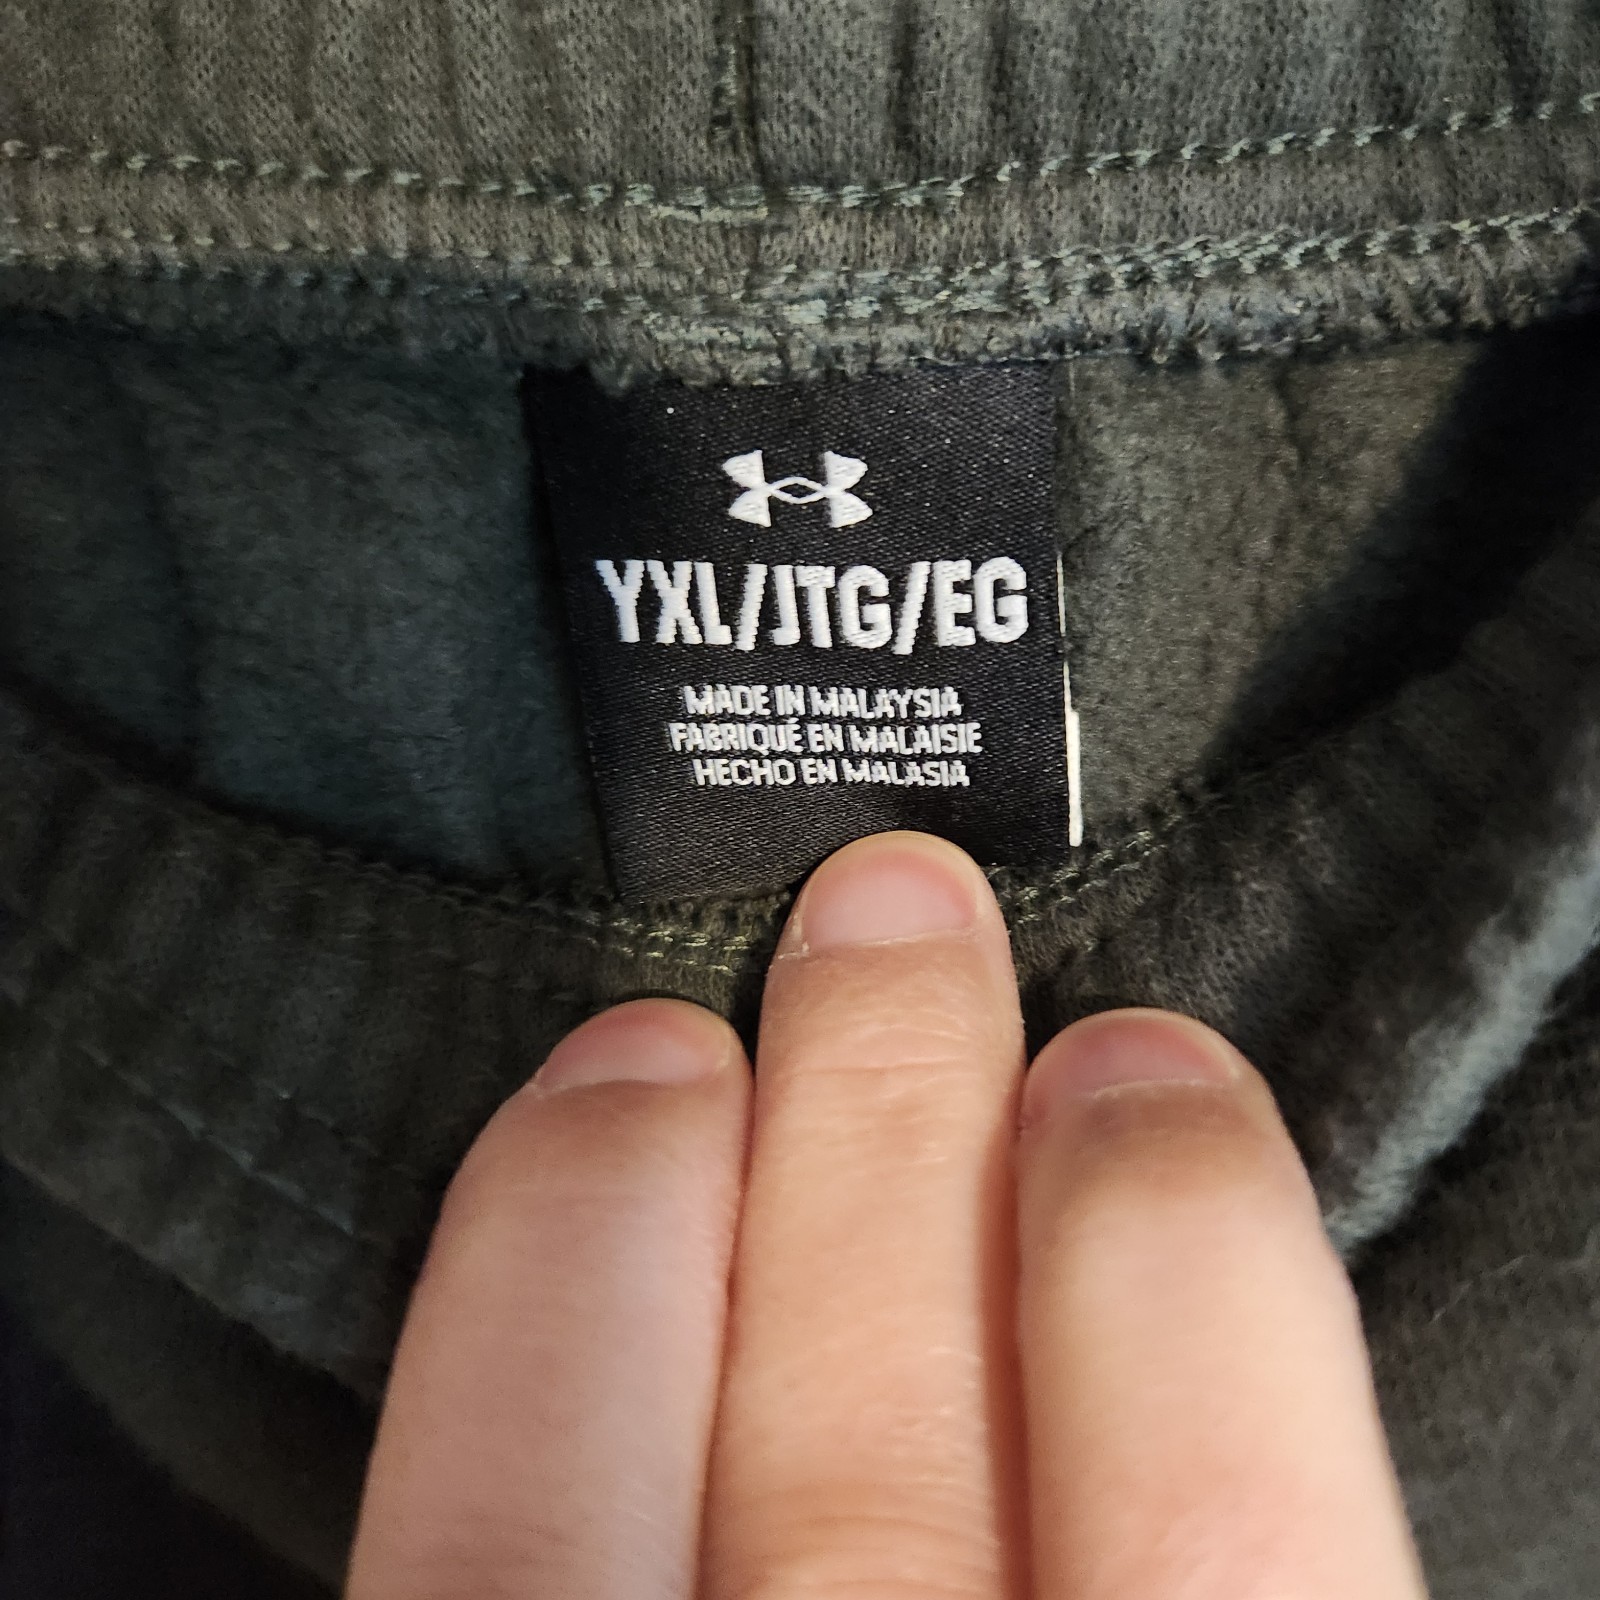 YXL/JTG/EG
MADE IN MALAYSIA
FABRIQUÉ EN MALAISIE
HECHO EN MALASIA